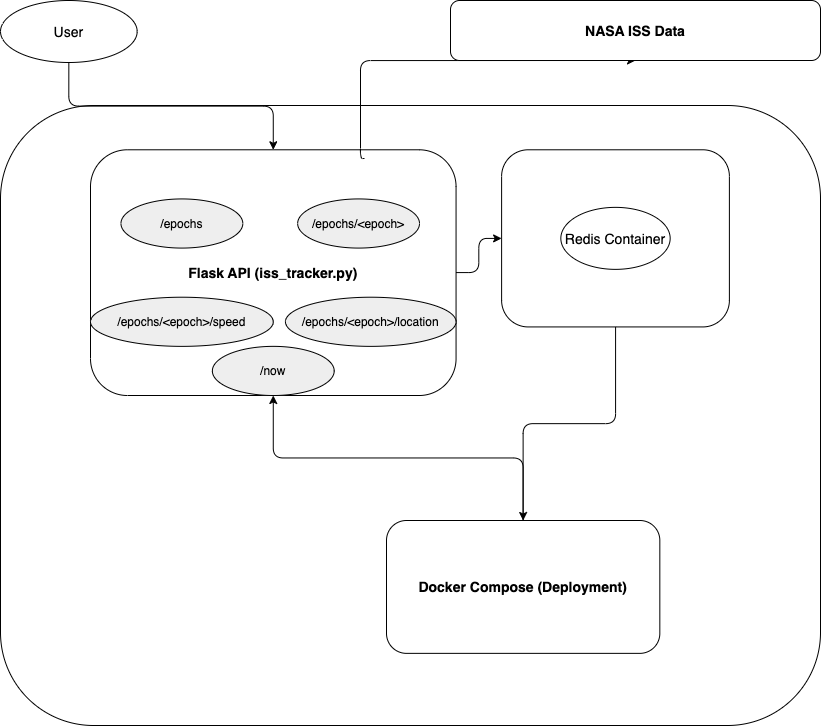 User
NASA ISS Data
/epochs
/epochs/<epoch>
Redis Container
Flask API (iss_tracker.py)
/epochs/<epoch>/speed
/epochs/<epoch>/location
/now
Docker Compose (Deployment)